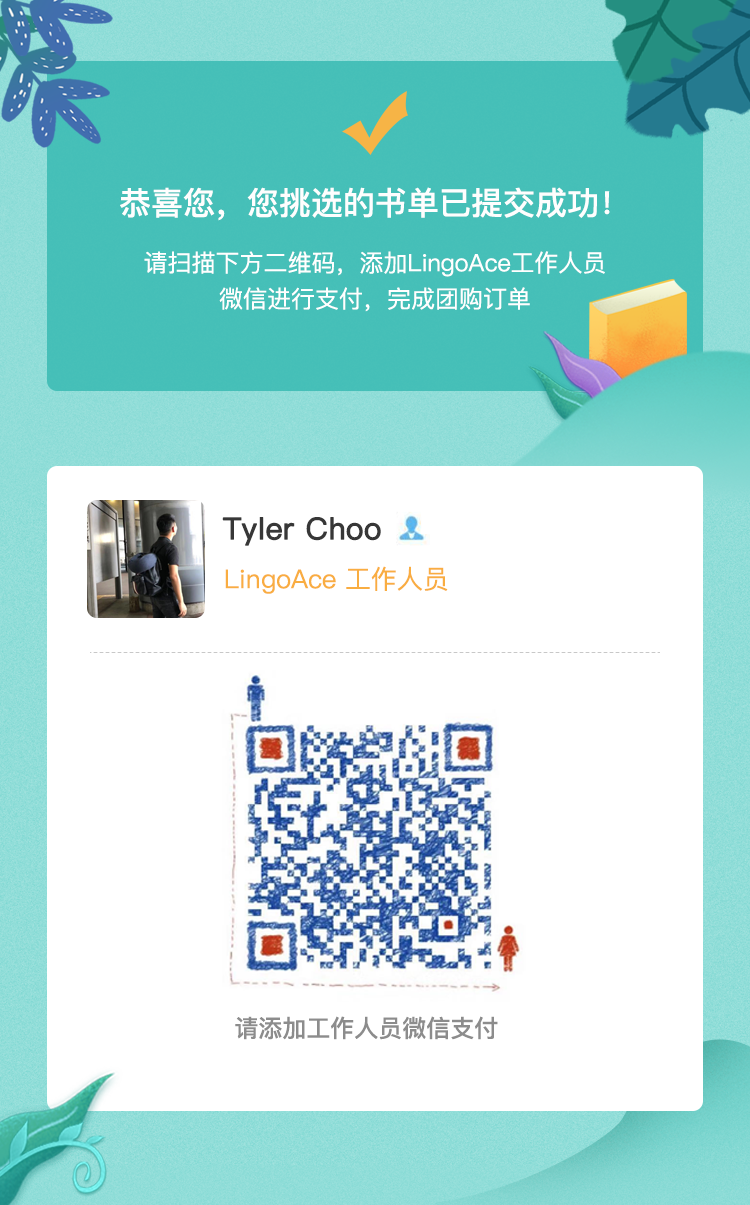 恭喜您，您挑选的书单已提交成功！
请扫描下方二维码，添加LingoAce工作人员
微信进行支付，完成团购订单
Tyler Choo
LingoAce 工作人员
请添加工作人员微信支付